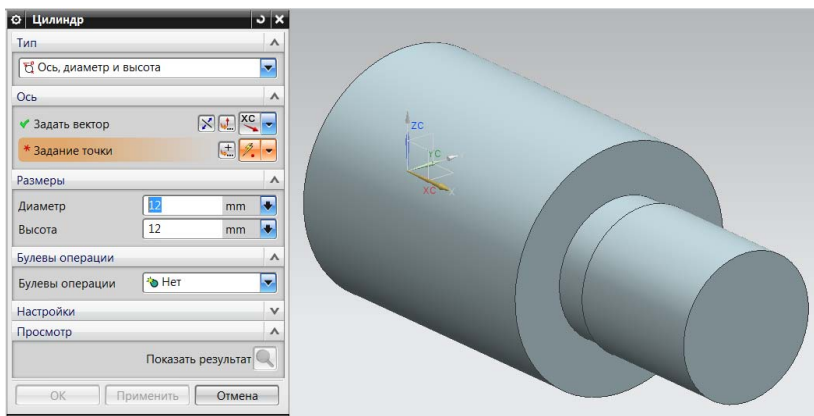 Цилиндр
Тип
Ось, диаметр и высота
Ось
Задать вектор XC
* Задание точки
Размеры
Диаметр 12 mm
Высота 12 mm
Булевы операции
Булевы операции Нет
Настройки
Просмотр
Показать результат
ОК Применить Отмена
ZC
YC
XC X